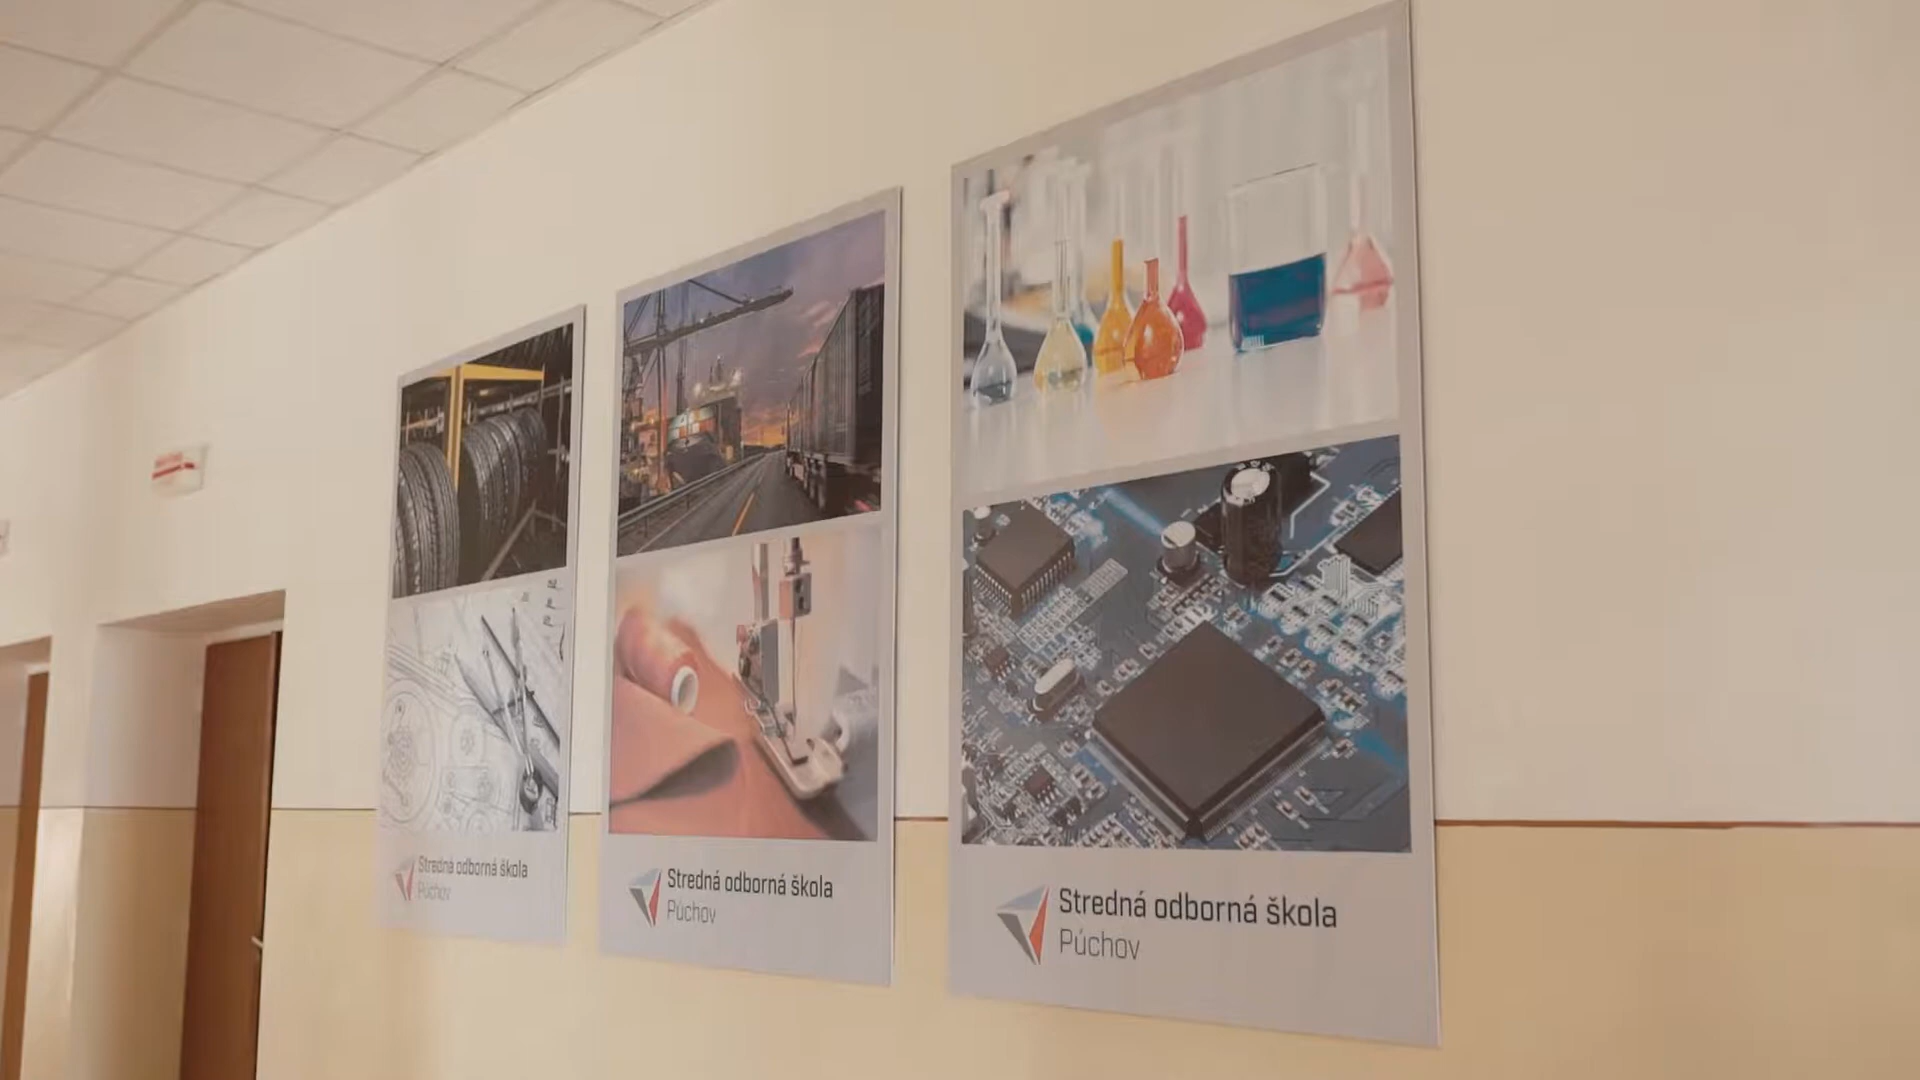 Stredná odborná škola
Púchov
Stredná odborná škola
Púchov
Stredná odborná škola
Púchov